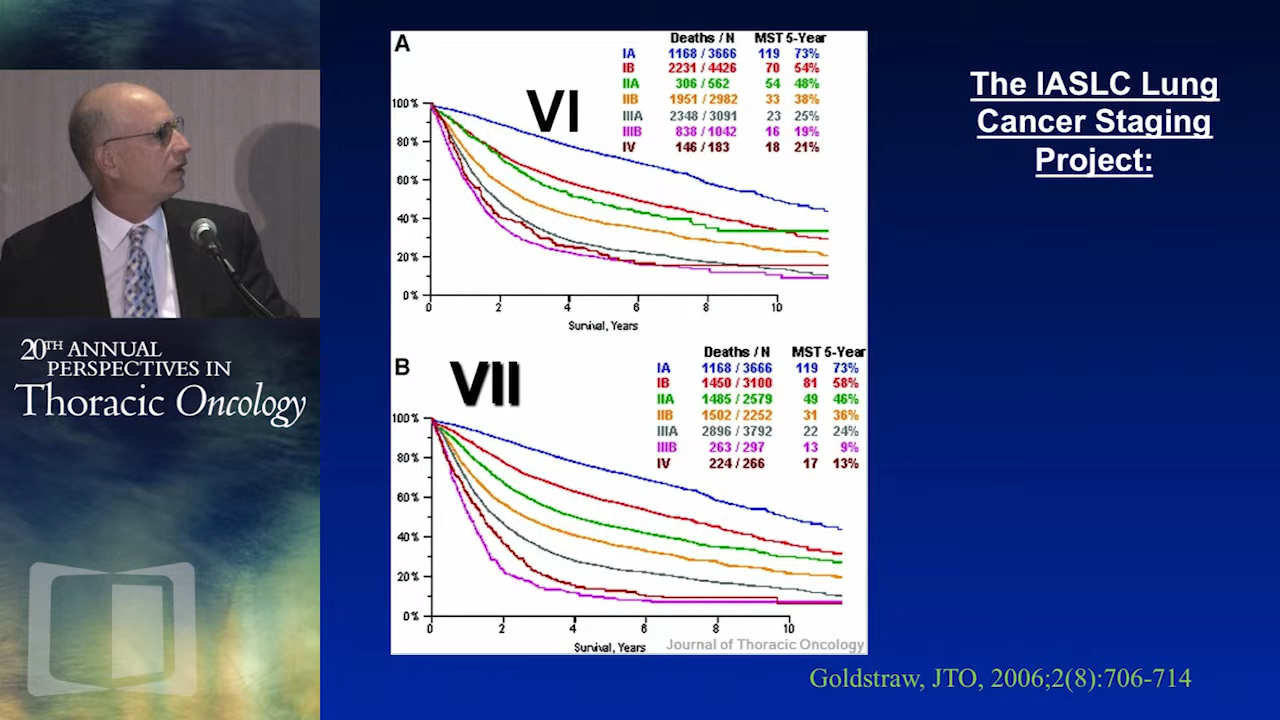 20TH ANNUAL
PERSPECTIVES IN
Thoracic Oncology
The IASLC Lung
Cancer Staging
Project:
A
VI
Deaths / N MST 5-Year
IA 1168 / 3666 119 73%
IB 2231 / 4426 70 54%
IIA 306 / 562 54 48%
IIB 1951 / 2982 33 38%
IIIA 2348 / 3091 23 25%
IIIB 838 / 1042 16 19%
IV 146 / 183 18 21%
100%
80%
60%
40%
20%
0%
0 2 4 6 8 10
Survival, Years
B
VII
Deaths / N MST 5-Year
IA 1168 / 3666 119 73%
IB 1450 / 3100 81 58%
IIA 1485 / 2579 49 46%
IIB 1502 / 2252 31 36%
IIIA 2896 / 3792 22 24%
IIIB 263 / 297 13 9%
IV 224 / 266 17 13%
100%
80%
60%
40%
20%
0%
0 2 4 6 8 10
Survival, Years
Journal of Thoracic Oncology
Goldstraw, JTO, 2006;2(8):706-714